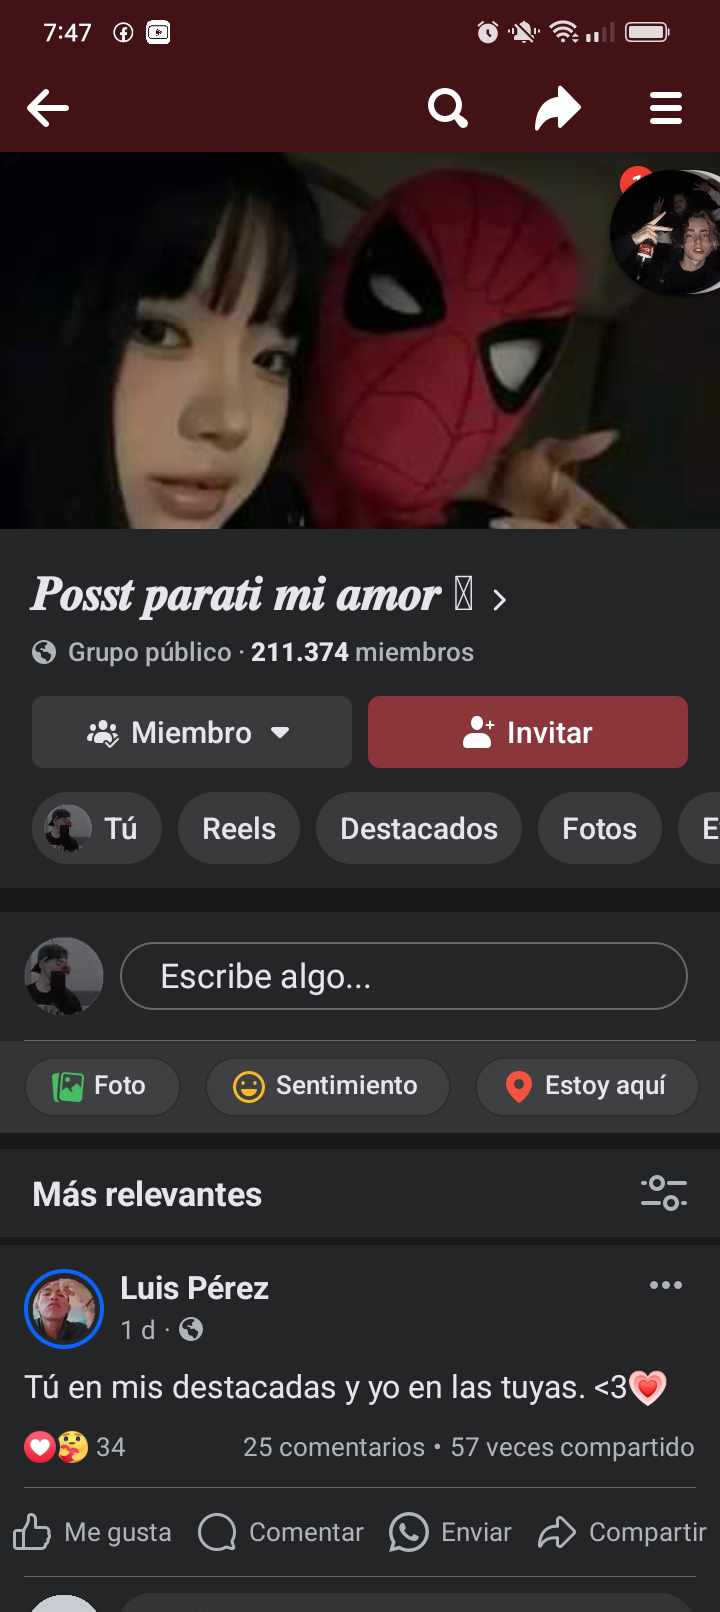 7:47
Posst parati mi amor
Grupo público · 211.374 miembros
Miembro
Invitar
Tú
Reels
Destacados
Fotos
Escribe algo...
Foto
Sentimiento
Estoy aquí
Más relevantes
Luis Pérez
1 d ·
Tú en mis destacadas y yo en las tuyas. <3💗
34
25 comentarios • 57 veces compartido
Me gusta
Comentar
Enviar
Compartir